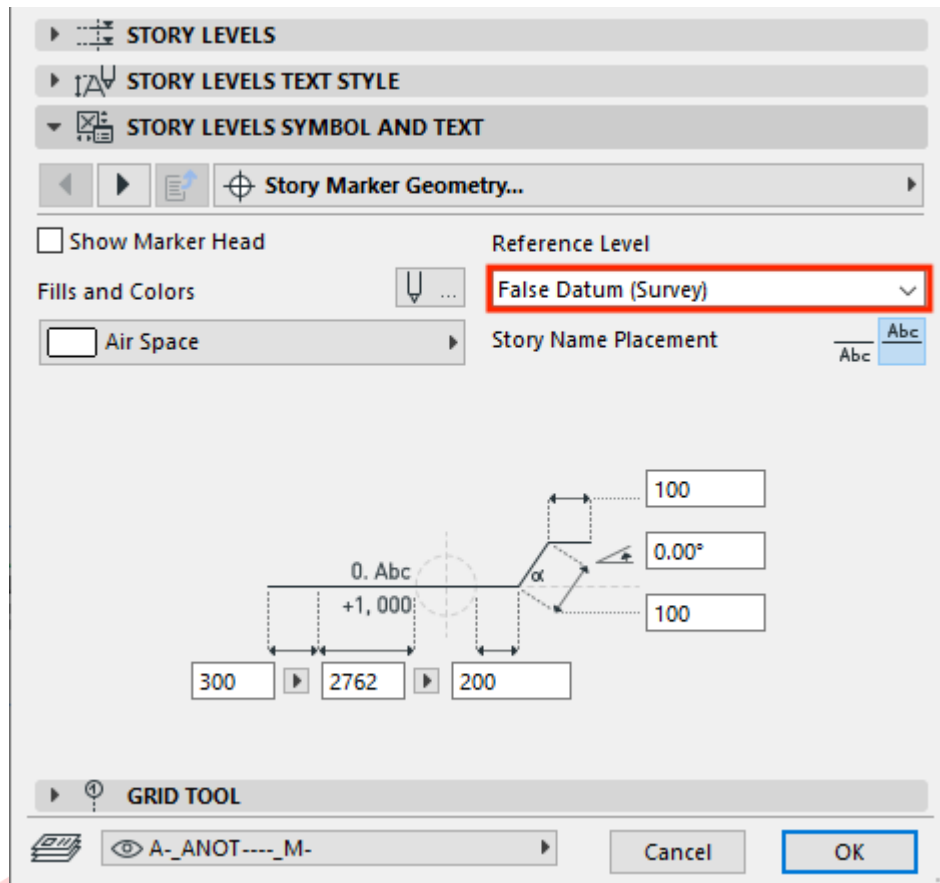 STORY LEVELS
STORY LEVELS TEXT STYLE
STORY LEVELS SYMBOL AND TEXT
Story Marker Geometry...
Show Marker Head
Reference Level
Fills and Colors
...
False Datum (Survey)
Air Space
Story Name Placement
Abc
Abc
100
0. Abc
α
0.00°
+1, 000
100
300
2762
200
GRID TOOL
A-_ANOT----_M-
Cancel
OK